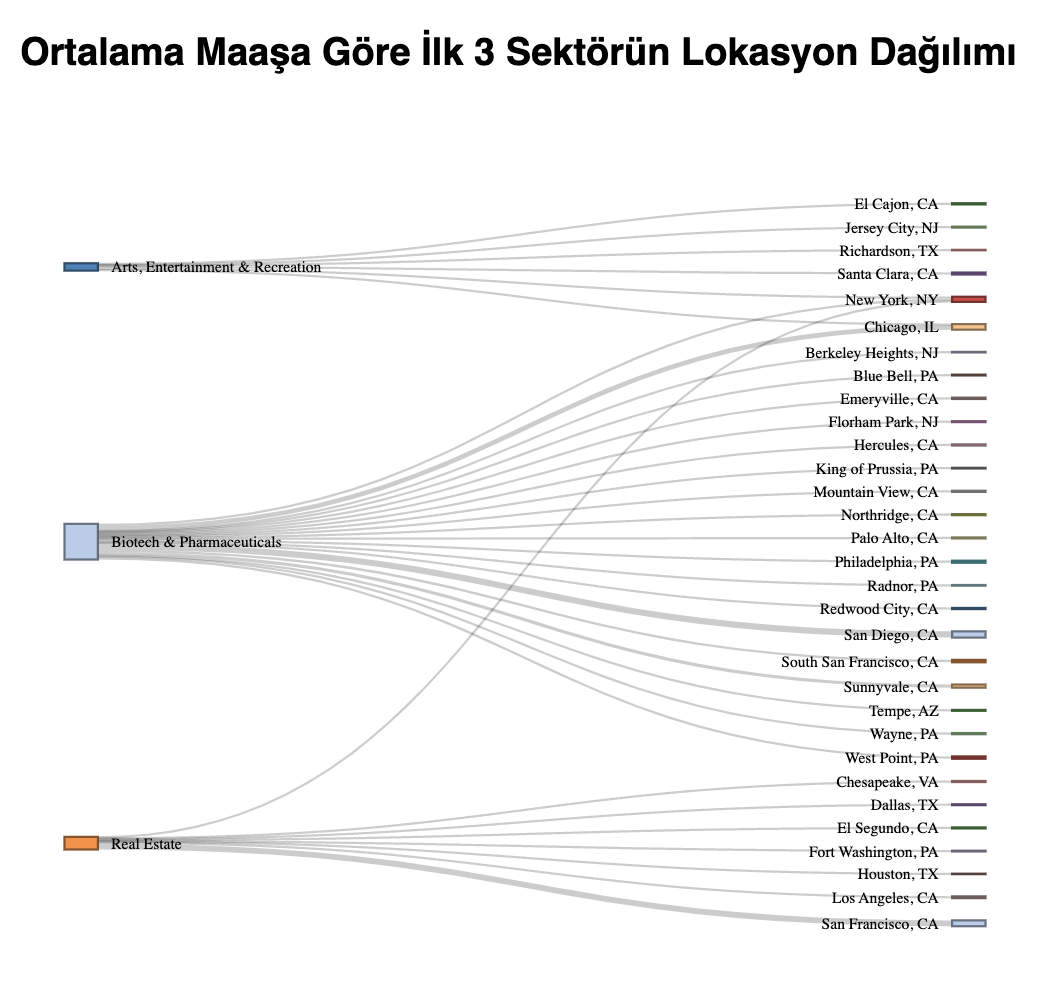 Ortalama Maaşa Göre İlk 3 Sektörün Lokasyon Dağılımı
El Cajon, CA
Jersey City, NJ
Richardson, TX
Arts, Entertainment & Recreation
Santa Clara, CA
New York, NY
Chicago, IL
Berkeley Heights, NJ
Blue Bell, PA
Emeryville, CA
Florham Park, NJ
Hercules, CA
King of Prussia, PA
Mountain View, CA
Northridge, CA
Palo Alto, CA
Biotech & Pharmaceuticals
Philadelphia, PA
Radnor, PA
Redwood City, CA
San Diego, CA
South San Francisco, CA
Sunnyvale, CA
Tempe, AZ
Wayne, PA
West Point, PA
Chesapeake, VA
Dallas, TX
El Segundo, CA
Real Estate
Fort Washington, PA
Houston, TX
Los Angeles, CA
San Francisco, CA